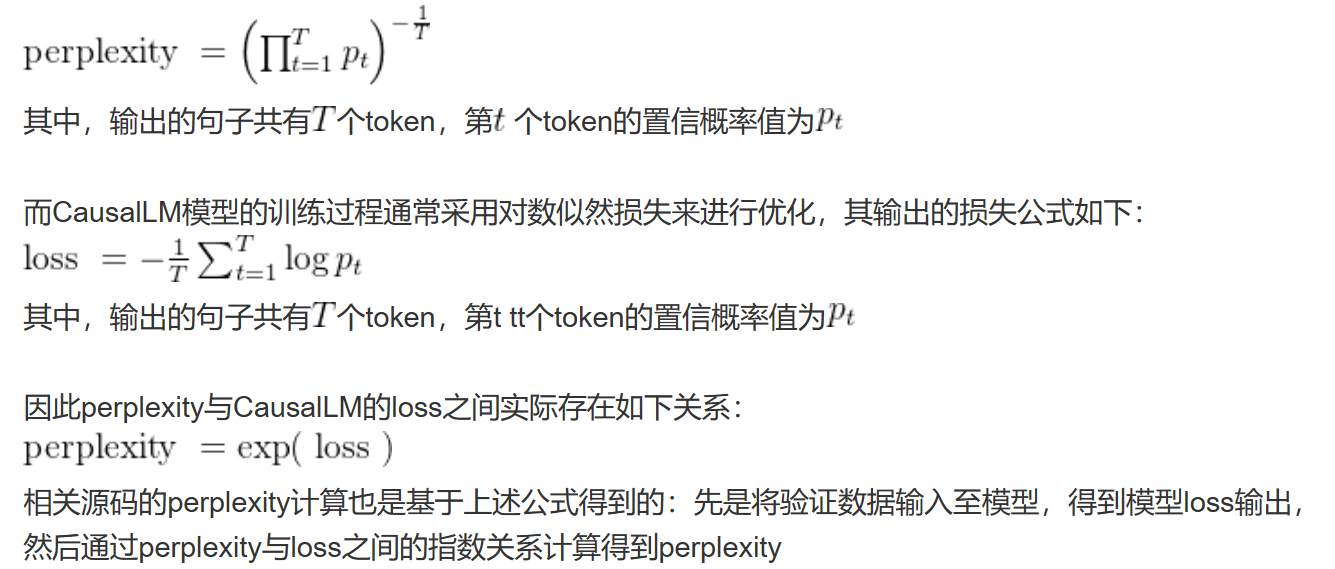 perplexity = (∏_{t=1}^{T} p_t)^{-\frac{1}{T}}
其中，输出的句子共有T个token，第t 个token的置信概率值为p_t
而CausalLM模型的训练过程通常采用对数似然损失来进行优化，其输出的损失公式如下：
loss = -\frac{1}{T} ∑_{t=1}^{T} log p_t
其中，输出的句子共有T个token，第t tt个token的置信概率值为p_t
因此perplexity与CausalLM的loss之间实际存在如下关系：
perplexity = exp( loss )
相关源码的perplexity计算也是基于上述公式得到的：先是将验证数据输入至模型，得到模型loss输出，
然后通过perplexity与loss之间的指数关系计算得到perplexity